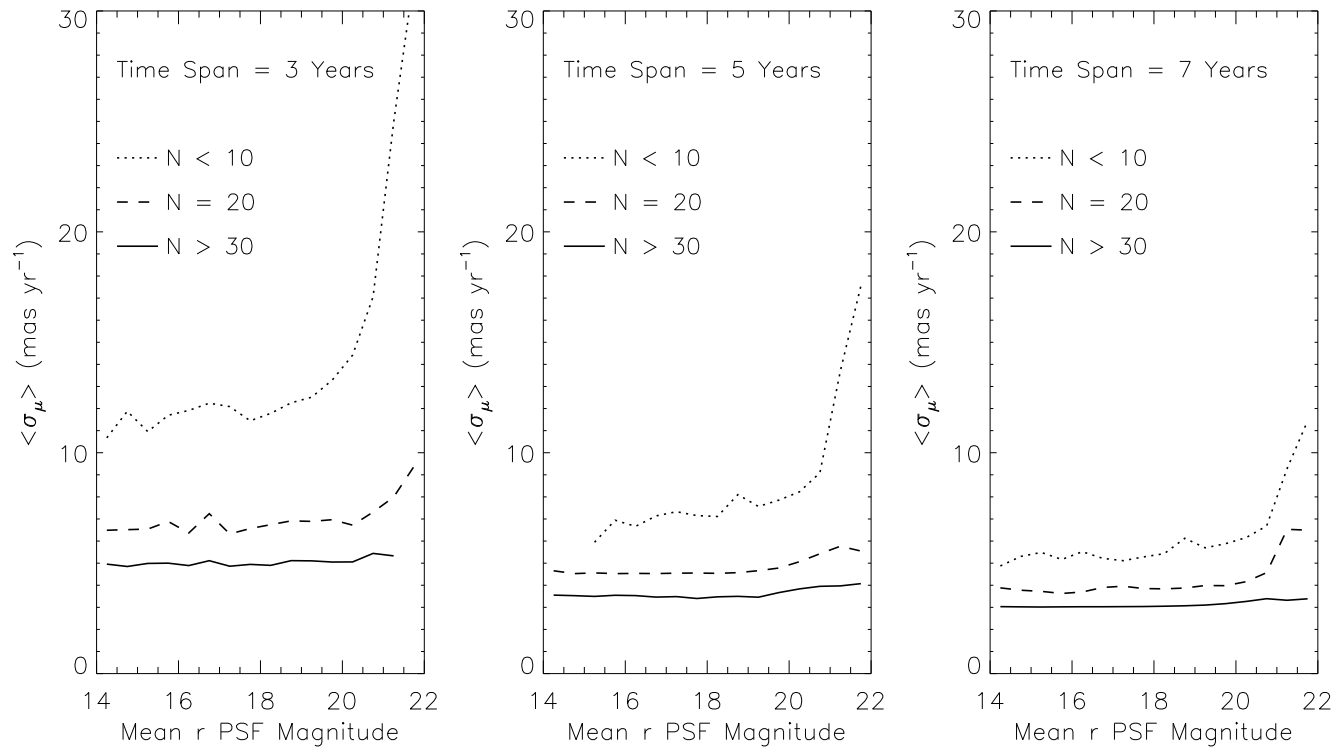 30
20
10
0
<σμ> (mas yr⁻¹)
Time Span = 3 Years
N < 10
N = 20
N > 30
14 16 18 20 22
Mean r PSF Magnitude
30
20
10
0
<σμ> (mas yr⁻¹)
Time Span = 5 Years
N < 10
N = 20
N > 30
14 16 18 20 22
Mean r PSF Magnitude
30
20
10
0
<σμ> (mas yr⁻¹)
Time Span = 7 Years
N < 10
N = 20
N > 30
14 16 18 20 22
Mean r PSF Magnitude